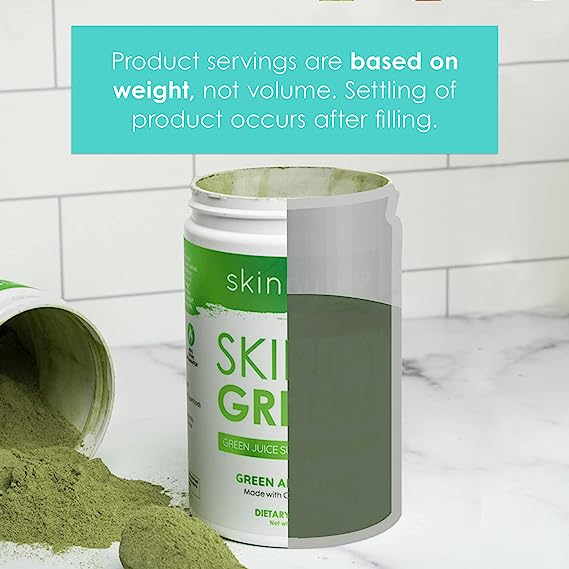 Product servings are based on
weight, not volume. Settling of
product occurs after filling.
skin
SKIN
GRE
GREEN JUICE S
GREEN A
Made with
DIETARY
Net